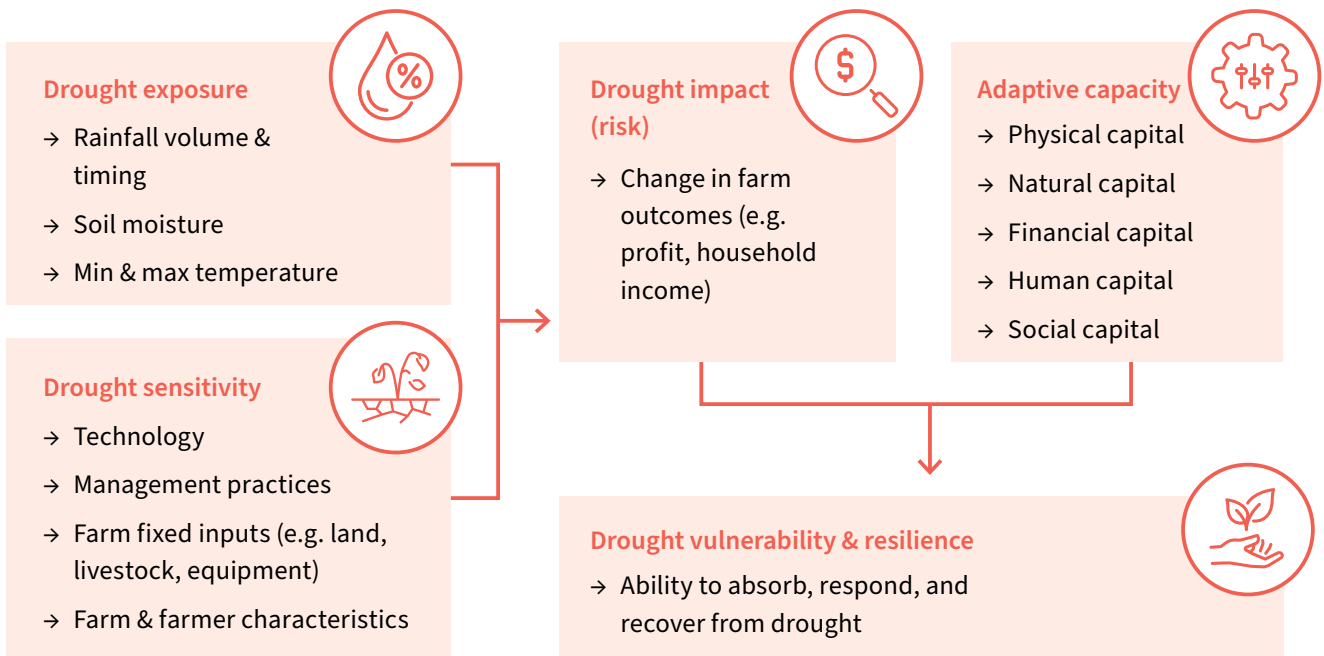 %
Drought exposure
→ Rainfall volume &
timing
→ Soil moisture
→ Min & max temperature
Drought sensitivity
→ Technology
→ Management practices
→ Farm fixed inputs (e.g. land,
livestock, equipment)
→ Farm & farmer characteristics
$
Drought impact
(risk)
→ Change in farm
outcomes (e.g.
profit, household
income)
Adaptive capacity
→ Physical capital
→ Natural capital
→ Financial capital
→ Human capital
→ Social capital
Drought vulnerability & resilience
→ Ability to absorb, respond, and
recover from drought